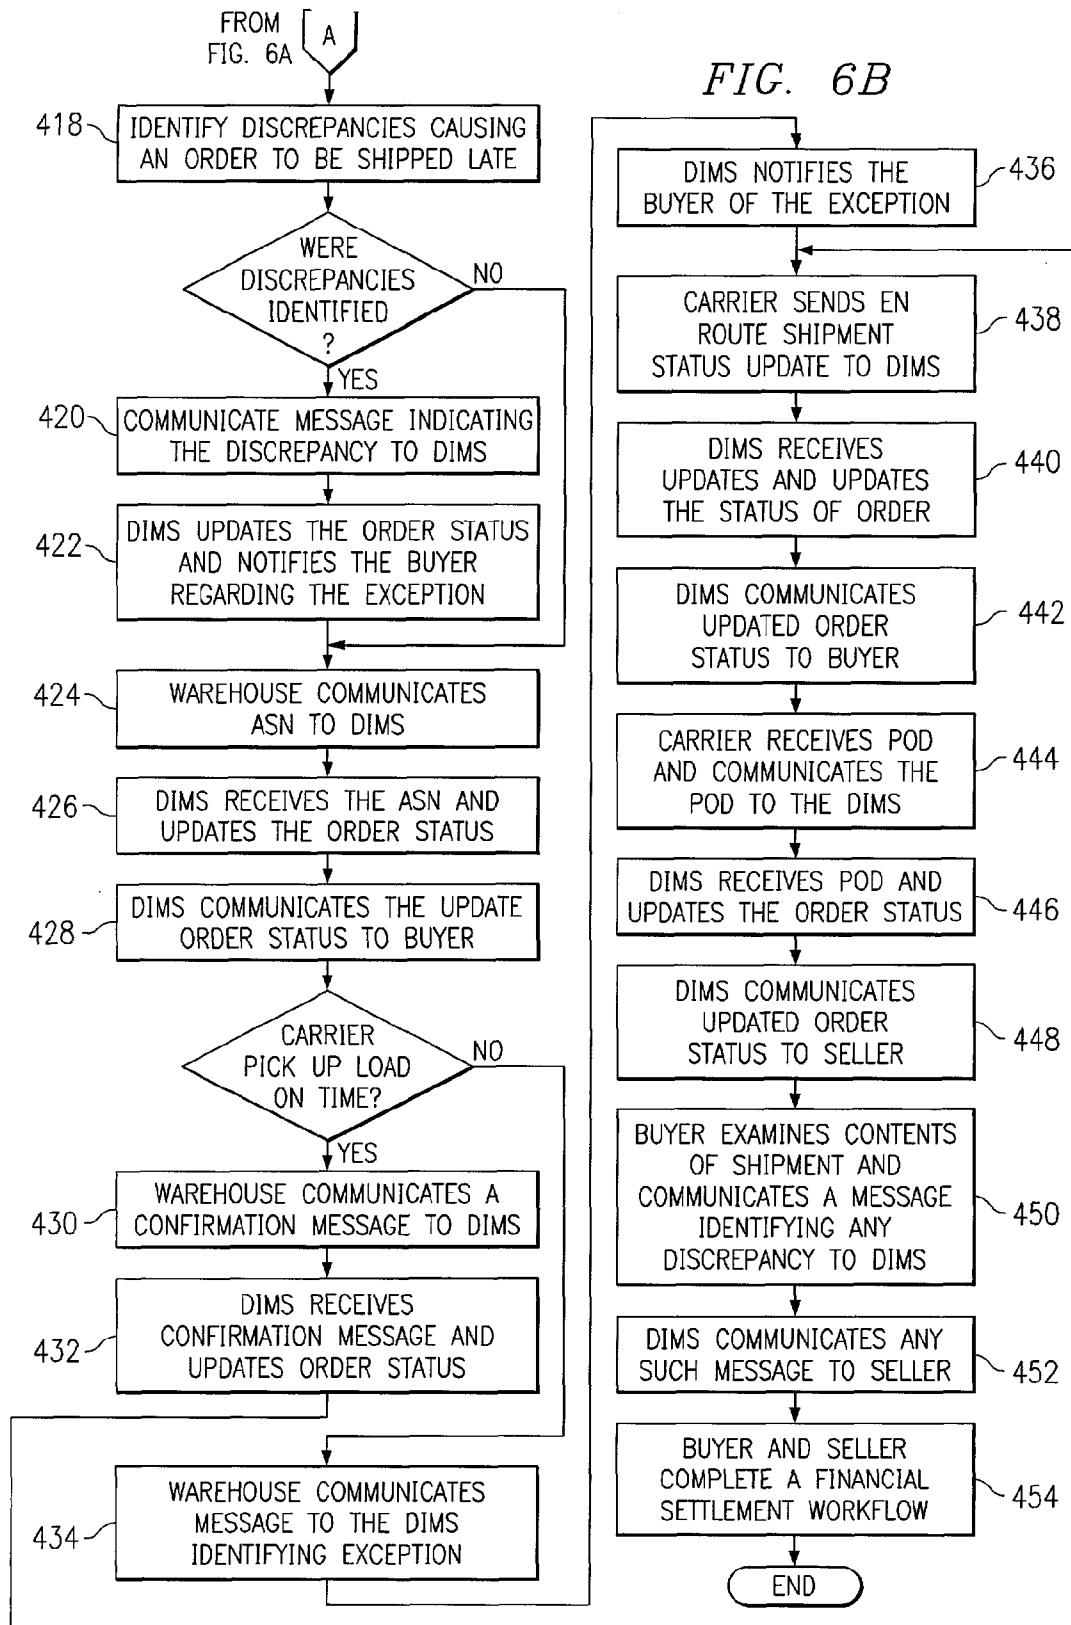 FROM
FIG. 6A
A
FIG. 6B
418
IDENTIFY DISCREPANCIES CAUSING
AN ORDER TO BE SHIPPED LATE
WERE
DISCREPANCIES
IDENTIFIED
?
NO
YES
420
COMMUNICATE MESSAGE INDICATING
THE DISCREPANCY TO DIMS
422
DIMS UPDATES THE ORDER STATUS
AND NOTIFIES THE BUYER
REGARDING THE EXCEPTION
424
WAREHOUSE COMMUNICATES
ASN TO DIMS
426
DIMS RECEIVES THE ASN AND
UPDATES THE ORDER STATUS
428
DIMS COMMUNICATES THE UPDATE
ORDER STATUS TO BUYER
CARRIER
PICK UP LOAD
ON TIME?
NO
YES
430
WAREHOUSE COMMUNICATES A
CONFIRMATION MESSAGE TO DIMS
432
DIMS RECEIVES
CONFIRMATION MESSAGE AND
UPDATES ORDER STATUS
434
WAREHOUSE COMMUNICATES
MESSAGE TO THE DIMS
IDENTIFYING EXCEPTION
DIMS NOTIFIES THE
BUYER OF THE EXCEPTION
436
CARRIER SENDS EN
ROUTE SHIPMENT
STATUS UPDATE TO DIMS
438
DIMS RECEIVES
UPDATES AND UPDATES
THE STATUS OF ORDER
440
DIMS COMMUNICATES
UPDATED ORDER
STATUS TO BUYER
442
CARRIER RECEIVES POD
AND COMMUNICATES THE
POD TO THE DIMS
444
DIMS RECEIVES POD AND
UPDATES THE ORDER STATUS
446
DIMS COMMUNICATES
UPDATED ORDER
STATUS TO SELLER
448
BUYER EXAMINES CONTENTS
OF SHIPMENT AND
COMMUNICATES A MESSAGE
IDENTIFYING ANY
DISCREPANCY TO DIMS
450
DIMS COMMUNICATES ANY
SUCH MESSAGE TO SELLER
452
BUYER AND SELLER
COMPLETE A FINANCIAL
SETTLEMENT WORKFLOW
454
END